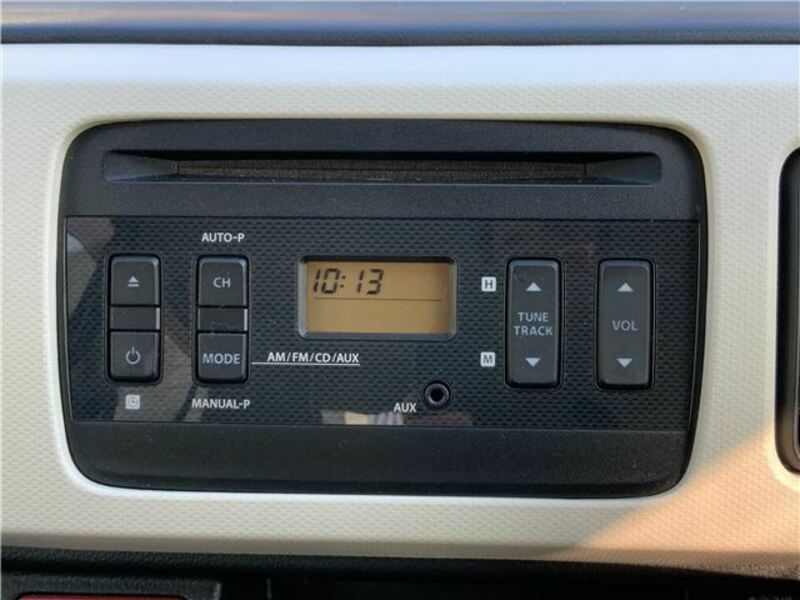 AUTO-P
CH
10:13
H
TUNE
TRACK
VOL
MODE
AM/FM/CD/AUX
M
MANUAL-P
AUX